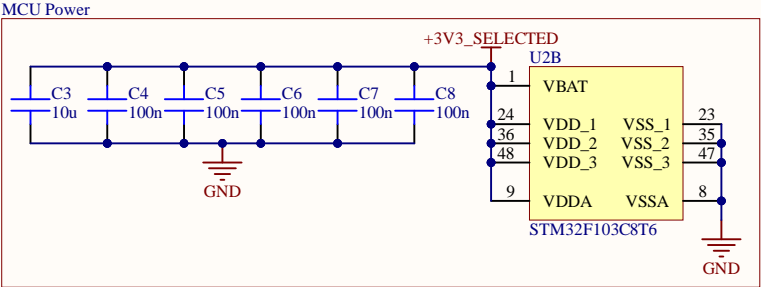 MCU Power
+3V3_SELECTED
U2B
C3 C4 C5 C6 C7 C8
10u 100n 100n 100n 100n 100n
1 VBAT
24 VDD_1 VSS_1 23
36 VDD_2 VSS_2 35
48 VDD_3 VSS_3 47
9 VDDA VSSA 8
GND
STM32F103C8T6
GND